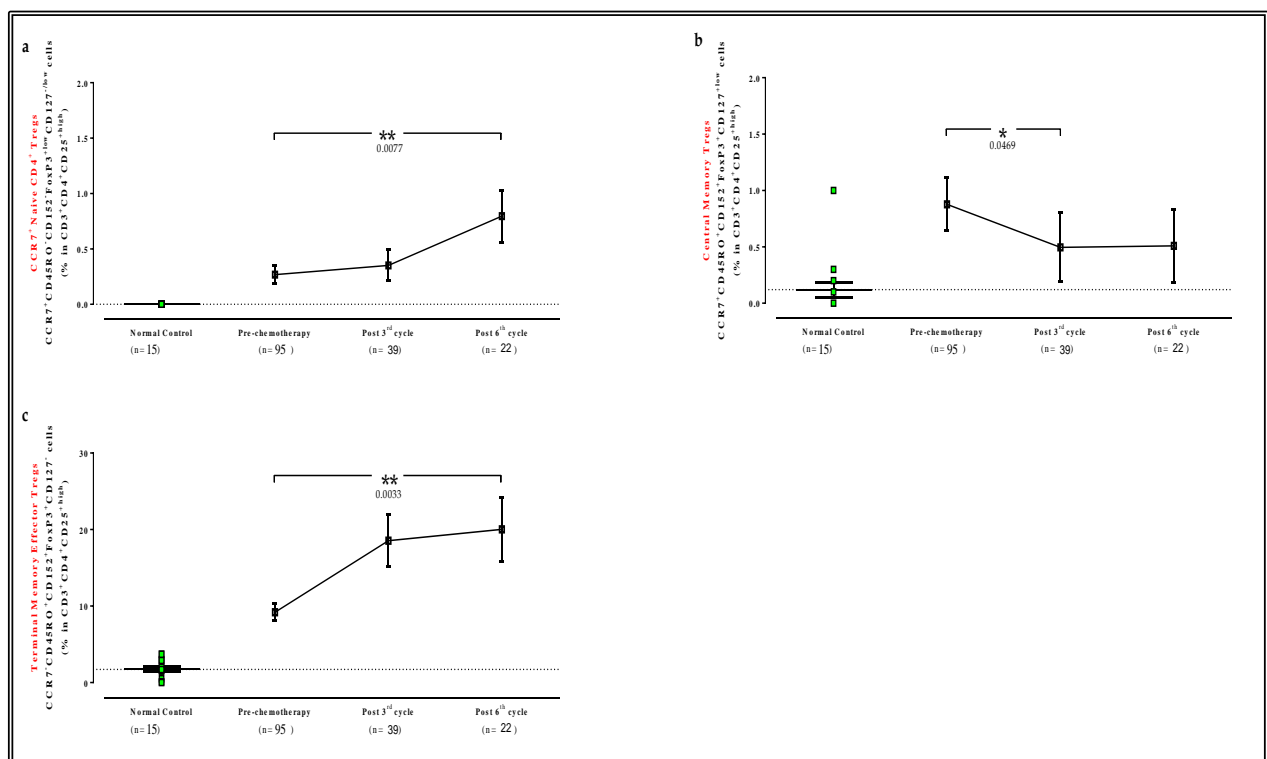 a
CCR7⁺ Naive CD4⁺ Tregs
CCR7⁺CD45RO⁻CD152⁻FoxP3⁺ˡᵒʷCD127⁻/ˡᵒʷ cells
(% in CD3⁺CD4⁺CD25⁺ʰⁱᵍʰ)
2.0
1.5
1.0
0.5
0.0
**
0.0077
Normal Control
Pre-chemotherapy
Post 3ʳᵈ cycle
Post 6ᵗʰ cycle
(n=15)
(n=95)
(n= 39)
(n= 22)
b
Central Memory Tregs
CCR7⁺CD45RO⁺CD152⁺FoxP3⁺CD127⁺ˡᵒʷ cells
(% in CD3⁺CD4⁺CD25⁺ʰⁱᵍʰ)
2.0
1.5
1.0
0.5
0.0
*
0.0469
Normal Control
Pre-chemotherapy
Post 3ʳᵈ cycle
Post 6ᵗʰ cycle
(n=15)
(n=95)
(n= 39)
(n= 22)
c
Terminal Memory Effector Tregs
CCR7⁻CD45RO⁺CD152⁺FoxP3⁺CD127⁻ cells
(% in CD3⁺CD4⁺CD25⁺ʰⁱᵍʰ)
30
20
10
0
**
0.0033
Normal Control
Pre-chemotherapy
Post 3ʳᵈ cycle
Post 6ᵗʰ cycle
(n=15)
(n=95)
(n= 39)
(n= 22)